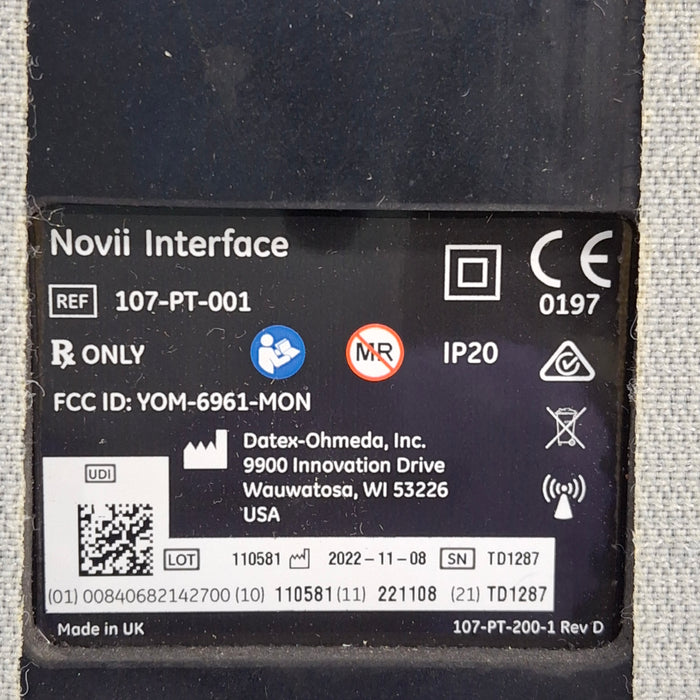 Novii Interface
REF 107-PT-001
CE
0197
Rx ONLY
MR
IP20
FCC ID: YOM-6961-MON
Datex-Ohmeda, Inc.
9900 Innovation Drive
Wauwatosa, WI 53226
USA
UDI
LOT 110581 2022-11-08 SN TD1287
(01) 00840682142700 (10) 110581 (11) 221108 (21) TD1287
Made in UK
107-PT-200-1 Rev D